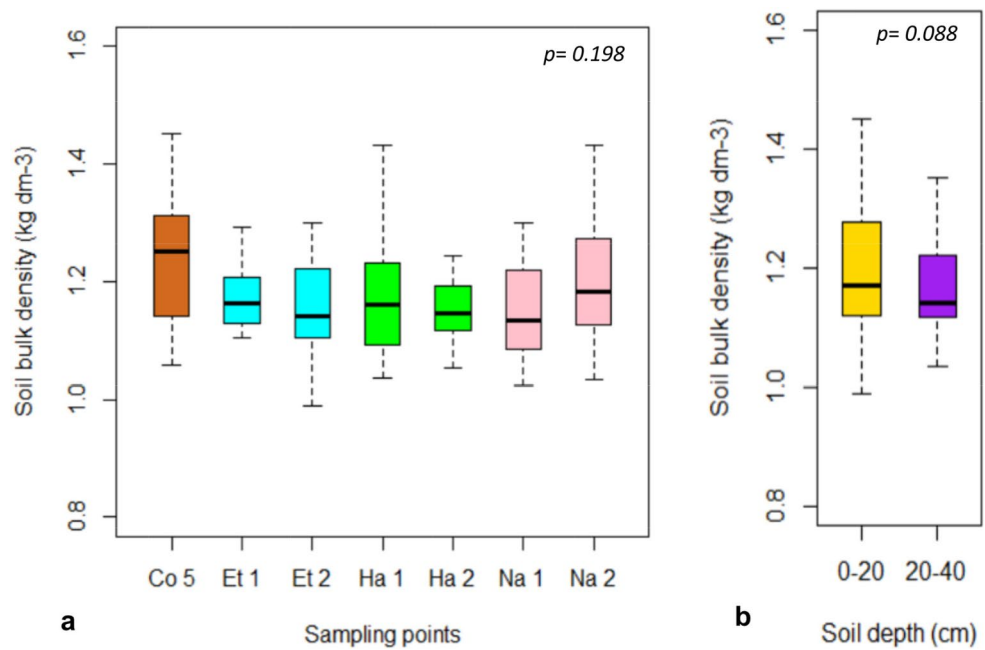 p= 0.198
Soil bulk density (kg dm-3)
1.6
1.4
1.2
1.0
0.8
Co 5 Et 1 Et 2 Ha 1 Ha 2 Na 1 Na 2
a
Sampling points
p= 0.088
Soil bulk density (kg dm-3)
1.6
1.4
1.2
1.0
0.8
0-20 20-40
b
Soil depth (cm)